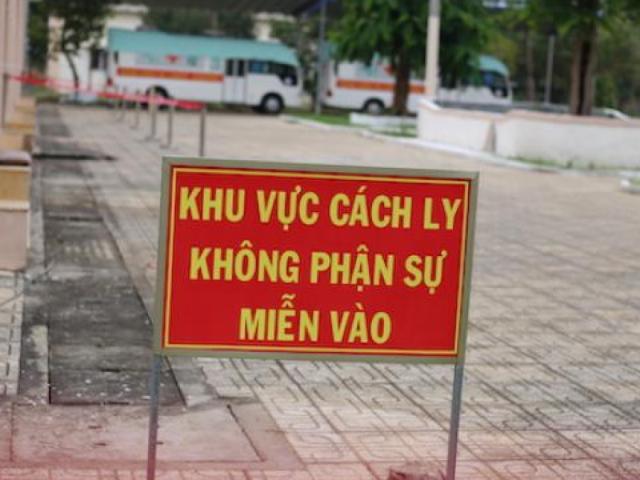 KHU VỰC CÁCH LY
KHÔNG PHẬN SỰ
MIỄN VÀO